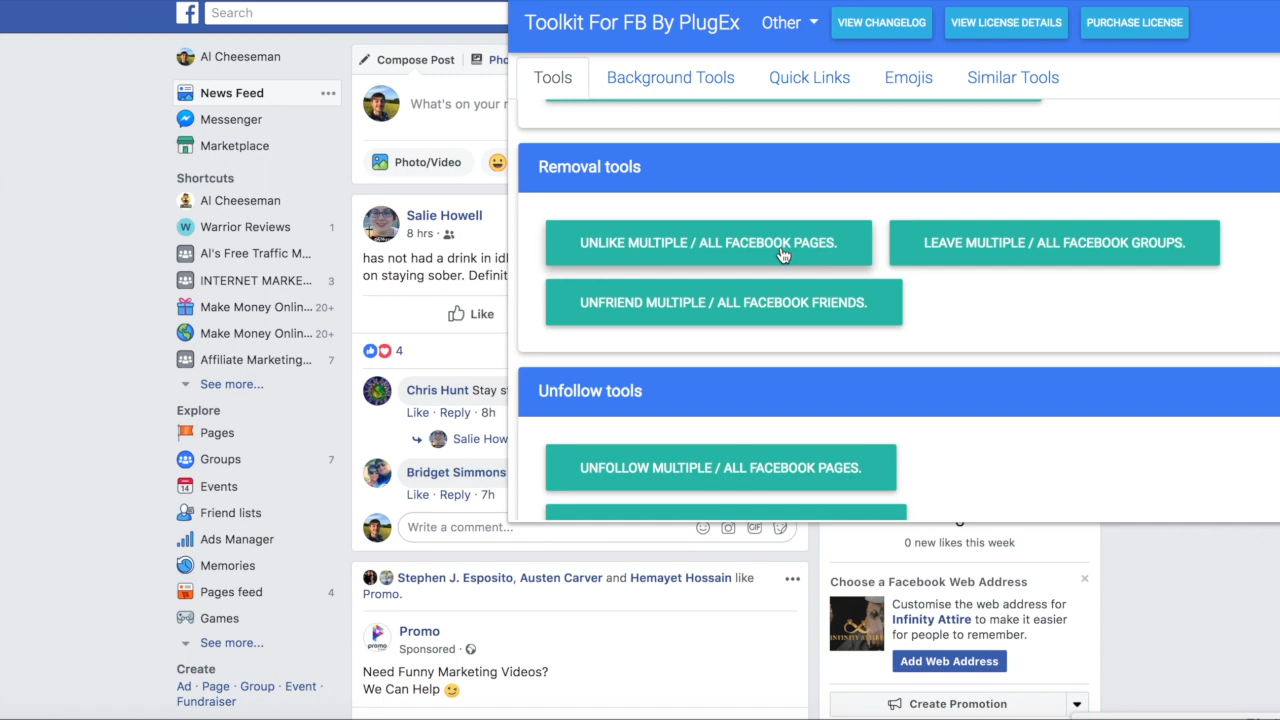 Search
Al Cheeseman
News Feed
Messenger
Marketplace
Shortcuts
Al Cheeseman
Warrior Reviews 1
Al's Free Traffic M...
INTERNET MARKE... 3
Make Money Onlin... 20+
Make Money Onlin... 20+
Affiliate Marketing... 7
See more...
Explore
Pages
Groups 7
Events
Friend lists
Ads Manager
Memories
Pages feed 4
Games
See more...
Create
Ad · Page · Group · Event ·
Fundraiser
Compose Post
What's on your
Photo/Video
Salie Howell
8 hrs ·
has not had a drink in
on staying sober.
Like
4
Chris Hunt Stay
Like · Reply · 8h
Salie
Bridget Simmons
Like · Reply · 7h
Write a comment...
Stephen J. Esposito, Austen Carver and Hemayet Hossain like
Promo.
promo
Promo
Sponsored ·
Need Funny Marketing Videos?
We Can Help
Toolkit For FB By PlugEx
Other
VIEW CHANGELOG
VIEW LICENSE DETAILS
PURCHASE LICENSE
Tools
Background Tools
Quick Links
Emojis
Similar Tools
Removal tools
UNLIKE MULTIPLE / ALL FACEBOOK PAGES.
LEAVE MULTIPLE / ALL FACEBOOK GROUPS.
UNFRIEND MULTIPLE / ALL FACEBOOK FRIENDS.
Unfollow tools
UNFOLLOW MULTIPLE / ALL FACEBOOK PAGES.
0 new likes this week
Choose a Facebook Web Address
INFINITY ATTIRE
Customise the web address for
Infinity Attire to make it easier
for people to remember.
Add Web Address
Create Promotion